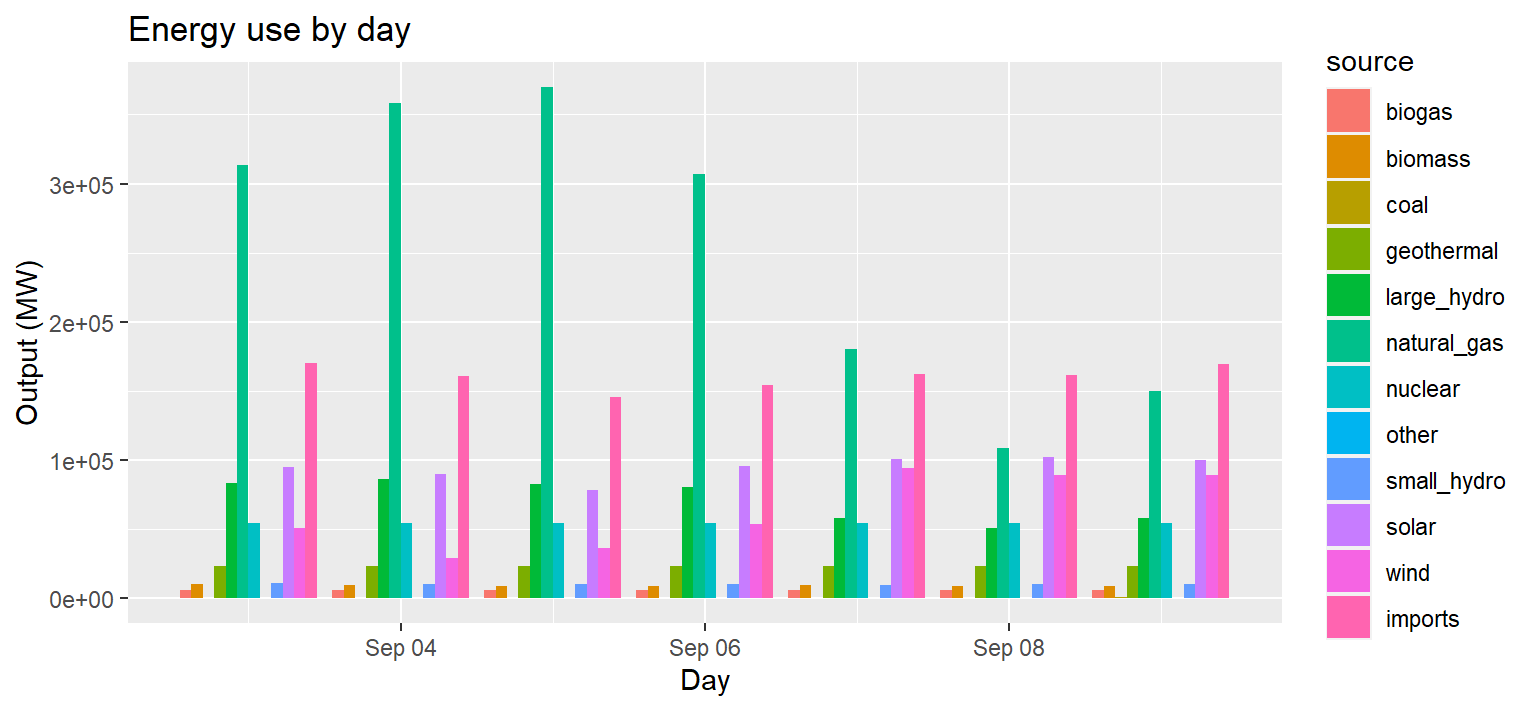 Energy use by day
Output (MW)
3e+05
2e+05
1e+05
0e+00
Sep 04
Sep 06
Sep 08
Day
source
biogas
biomass
coal
geothermal
large_hydro
natural_gas
nuclear
other
small_hydro
solar
wind
imports